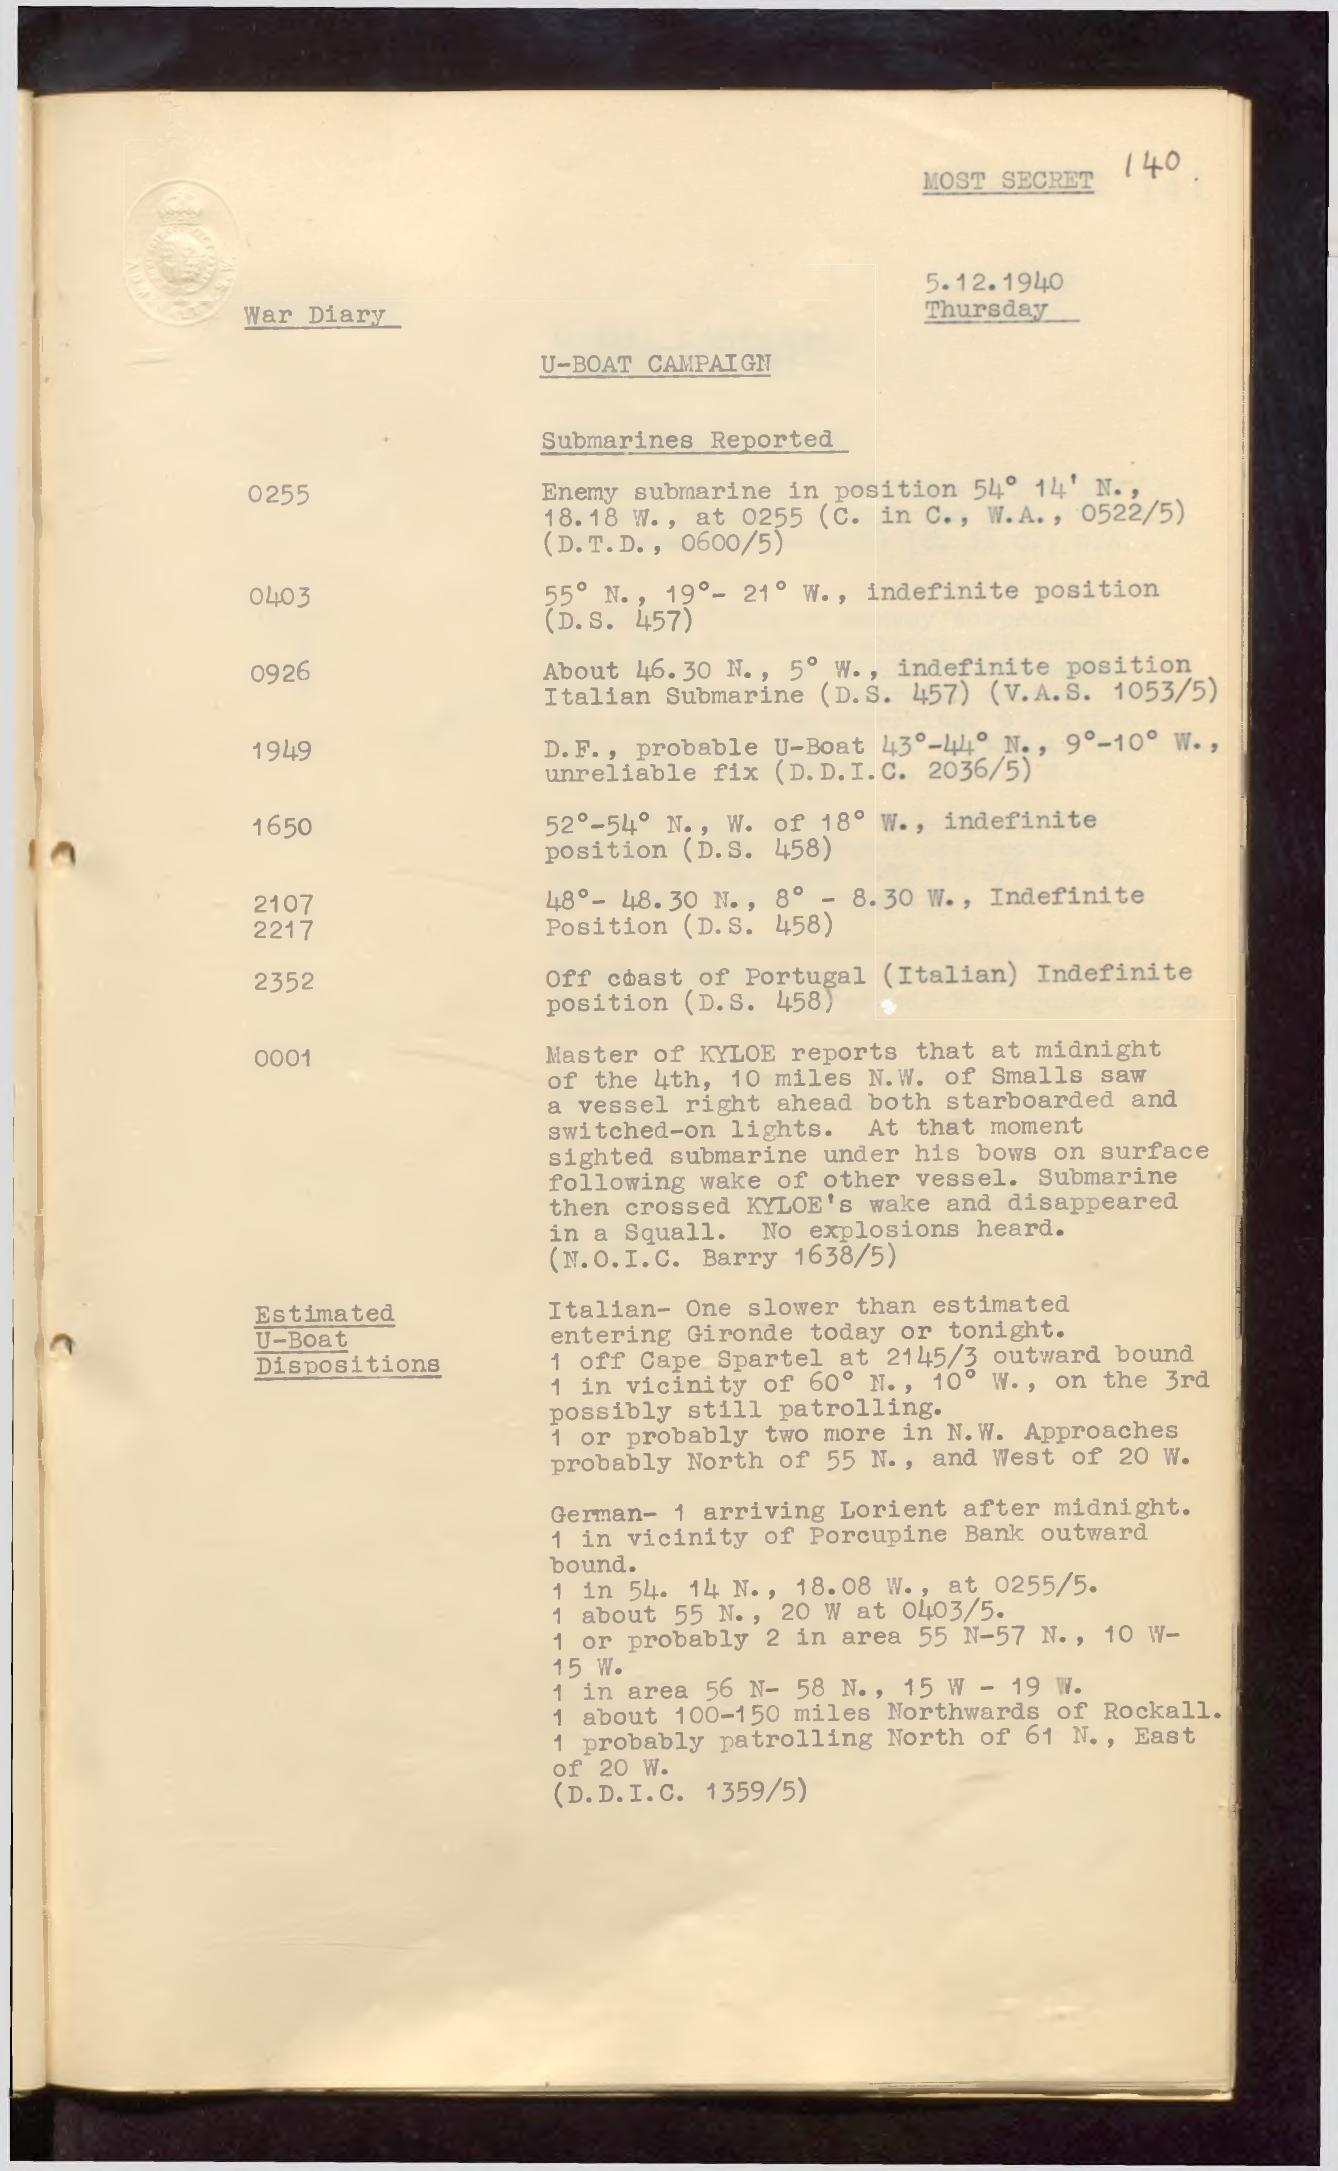 MOST SECRET 140.
5.12.1940
Thursday
War Diary
U-BOAT CAMPAIGN
Submarines Reported
0255 Enemy submarine in position 54° 14' N.,
18.18 W., at 0255 (C. in C., W.A., 0522/5)
(D.T.D., 0600/5)
0403 55° N., 19°- 21° W., indefinite position
(D.S. 457)
0926 About 46.30 N., 5° W., indefinite position
Italian Submarine (D.S. 457) (V.A.S. 1053/5)
1949 D.F., probable U-Boat 43°-44° N., 9°-10° W.,
unreliable fix (D.D.I.C. 2036/5)
1650 52°-54° N., W. of 18° W., indefinite
position (D.S. 458)
2107 48°- 48.30 N., 8° - 8.30 W., Indefinite
2217 Position (D.S. 458)
2352 Off coast of Portugal (Italian) Indefinite
position (D.S. 458)
0001 Master of KYLOE reports that at midnight
of the 4th, 10 miles N.W. of Smalls saw
a vessel right ahead both starboarded and
switched-on lights. At that moment
sighted submarine under his bows on surface
following wake of other vessel. Submarine
then crossed KYLOE's wake and disappeared
in a Squall. No explosions heard.
(N.O.I.C. Barry 1638/5)
Estimated Italian- One slower than estimated
U-Boat entering Gironde today or tonight.
Dispositions 1 off Cape Spartel at 2145/3 outward bound
1 in vicinity of 60° N., 10° W., on the 3rd
possibly still patrolling.
1 or probably two more in N.W. Approaches
probably North of 55 N., and West of 20 W.
German- 1 arriving Lorient after midnight.
1 in vicinity of Porcupine Bank outward
bound.
1 in 54. 14 N., 18.08 W., at 0255/5.
1 about 55 N., 20 W at 0403/5.
1 or probably 2 in area 55 N-57 N., 10 W-
15 W.
1 in area 56 N- 58 N., 15 W - 19 W.
1 about 100-150 miles Northwards of Rockall.
1 probably patrolling North of 61 N., East
of 20 W.
(D.D.I.C. 1359/5)